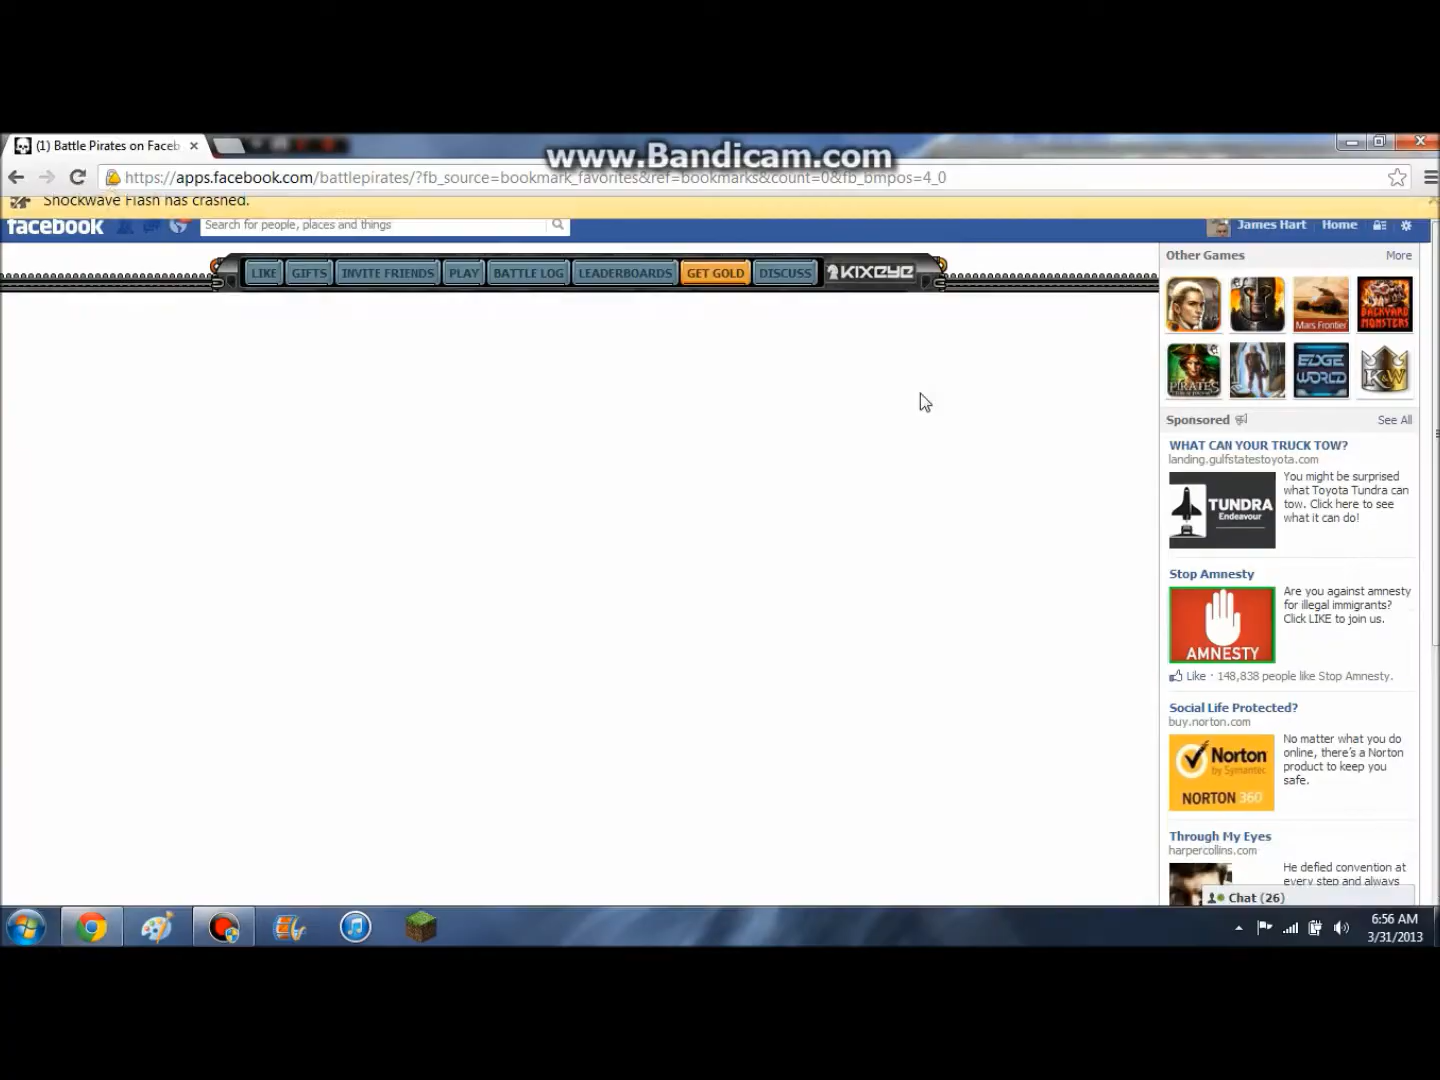 (1) Battle Pirates on Faceb
www.Bandicam.com
https://apps.facebook.com/battlepirates/?fb_source=bookmark_favorites&ref=bookmarks&count=0&fb_bmpos=4_0
Shockwave Flash has crashed.
facebook
Search for people, places and things
James Hart
Home
LIKE
GIFTS
INVITE FRIENDS
PLAY
BATTLE LOG
LEADERBOARDS
GET GOLD
DISCUSS
KIXEYE
Other Games
More
Mars Frontier
BACKYARD
MONSTERS
PIRATES
EDGE
WORLD
K&W
Sponsored
See All
WHAT CAN YOUR TRUCK TOW?
landing.gulfstatestoyota.com
TUNDRA
Endeavour
You might be surprised
what Toyota Tundra can
tow. Click here to see
what it can do!
Stop Amnesty
AMNESTY
Are you against amnesty
for illegal immigrants?
Click LIKE to join us.
Like · 148,838 people like Stop Amnesty.
Social Life Protected?
buy.norton.com
Norton
by Symantec
NORTON 360
No matter what you do
online, there's a Norton
product to keep you
safe.
Through My Eyes
harpercollins.com
He defied convention at
every step and always
Chat (26)
6:56 AM
3/31/2013